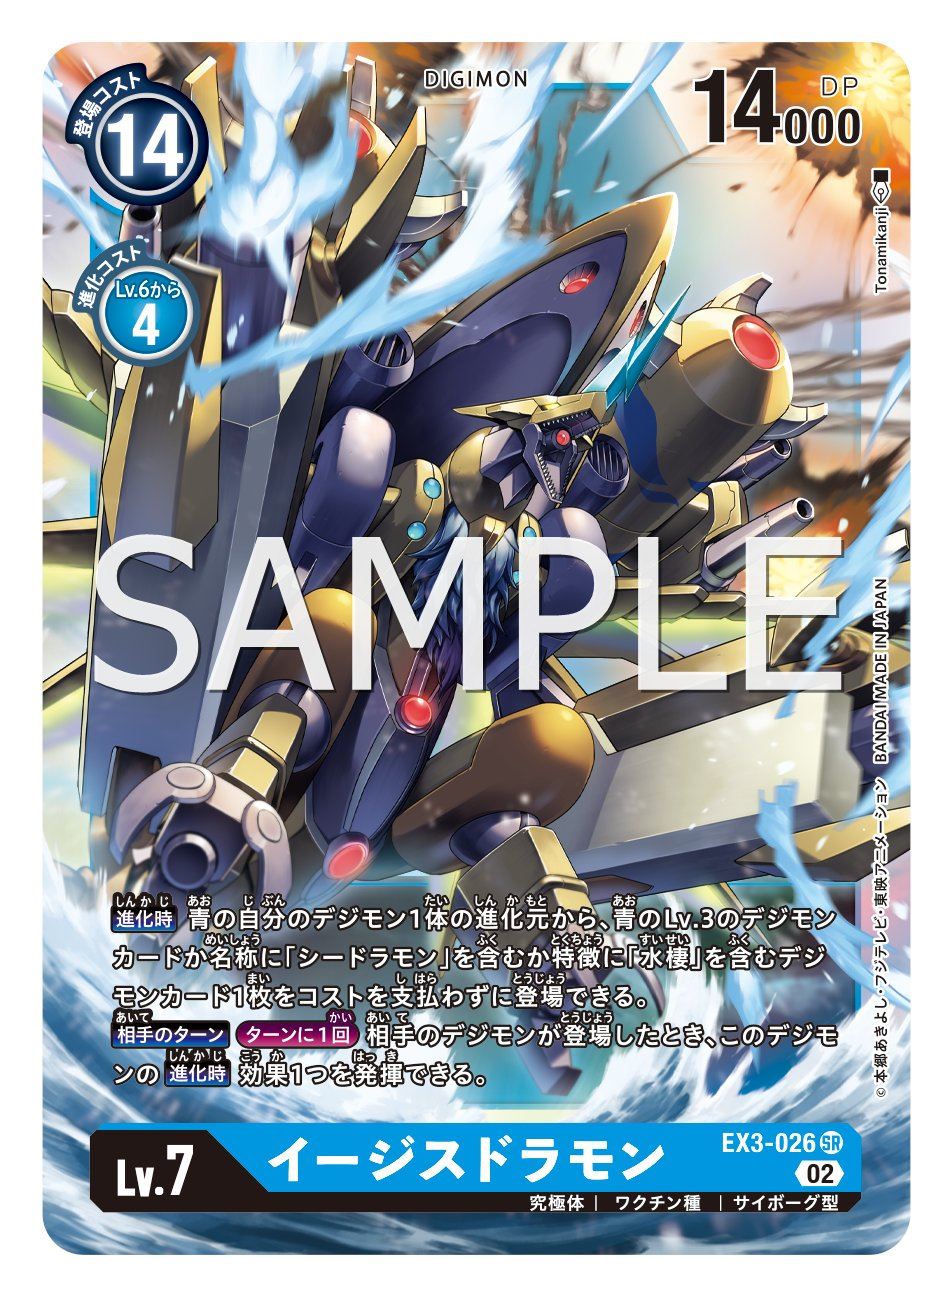 DIGIMON
登場コスト
14
14000
DP
進化コスト
Lv.6から
4
Tonamikanji
SAMPLE
BANDAI MADE IN JAPAN
©本郷あきよし・フジテレビ・東映アニメーション
進化時 青の自分のデジモン1体の進化元から、青のLv.3のデジモン
カードか名称に「シードラモン」を含むか特徴に「水棲」を含むデジ
モンカード1枚をコストを支払わずに登場できる。
相手のターン ターンに1回 相手のデジモンが登場したとき、このデジモ
ンの 進化時 効果1つを発揮できる。
Lv.7
イージスドラモン
EX3-026 SR
02
究極体 | ワクチン種 | サイボーグ型